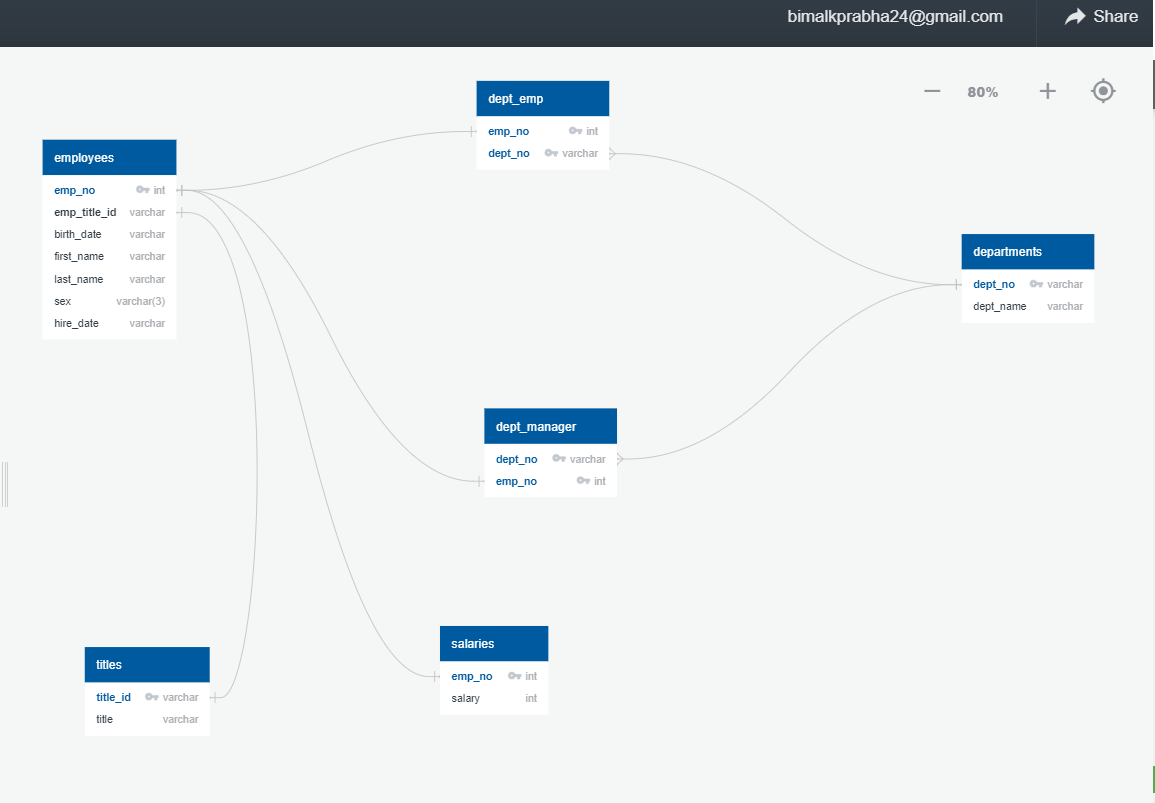 bimalkprabha24@gmail.com Share
80%
dept_emp
emp_no int
dept_no varchar
employees
emp_no int
emp_title_id varchar
birth_date varchar
first_name varchar
last_name varchar
sex varchar(3)
hire_date varchar
departments
dept_no varchar
dept_name varchar
dept_manager
dept_no varchar
emp_no int
salaries
emp_no int
salary int
titles
title_id varchar
title varchar